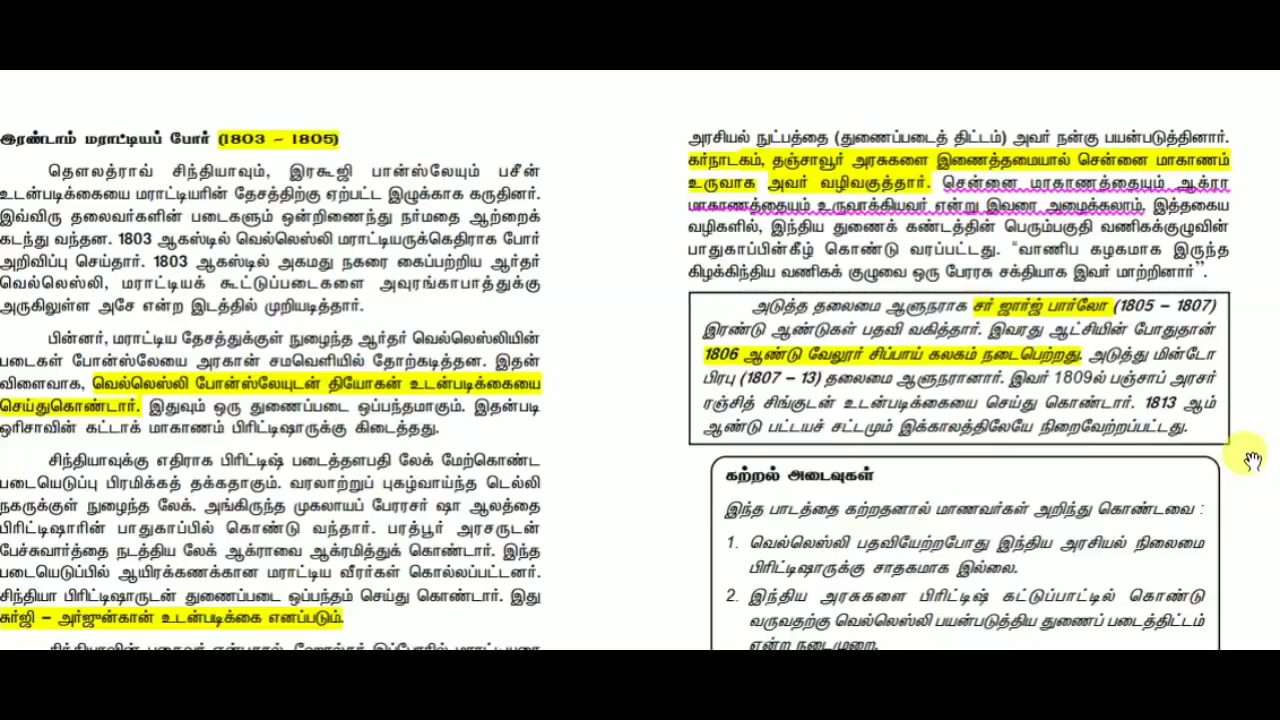 இரண்டாம் மராட்டியப் போர் (1803 – 1805)
தௌலத்ராவ் சிந்தியாவும், இரகூஜி பான்ஸ்லேயும் பசீன்
உடன்படிக்கையை மராட்டியரின் தேசத்திற்கு ஏற்பட்ட இழுக்காக கருதினர்.
இவ்விரு தலைவர்களின் படைகளும் ஒன்றிணைந்து நர்மதை ஆற்றைக்
கடந்து வந்தன. 1803 ஆகஸ்டில் வெல்லெஸ்லி மராட்டியருக்கெதிராக போர்
அறிவிப்பு செய்தார். 1803 ஆகஸ்டில் அகமது நகரை கைப்பற்றிய ஆர்தர்
வெல்லெஸ்லி, மராட்டியக் கூட்டுப்படைகளை அவுரங்காபாத்துக்கு
அருகிலுள்ள அசே என்ற இடத்தில் முறியடித்தார்.
பின்னர், மராட்டிய தேசத்துக்குள் நுழைந்த ஆர்தர் வெல்லெஸ்லியின்
படைகள் போன்ஸ்லேயை அரகான் சமவெளியில் தோற்கடித்தன. இதன்
விளைவாக, வெல்லெஸ்லி போன்ஸ்லேயுடன் தியோகன் உடன்படிக்கையை
செய்துகொண்டார். இதுவும் ஒரு துணைப்படை ஒப்பந்தமாகும். இதன்படி
ஒரிசாவின் கட்டாக் மாகாணம் பிரிட்டிஷாருக்கு கிடைத்தது.
சிந்தியாவுக்கு எதிராக பிரிட்டிஷ் படைத்தளபதி லேக் மேற்கொண்ட
படையெடுப்பு பிரமிக்கத் தக்கதாகும். வரலாற்றுப் புகழ்வாய்ந்த டெல்லி
நகருக்குள் நுழைந்த லேக். அங்கிருந்த முகலாயப் பேரரசர் ஷா ஆலத்தை
பிரிட்டிஷாரின் பாதுகாப்பில் கொண்டு வந்தார். பரத்பூர் அரசருடன்
பேச்சுவார்த்தை நடத்திய லேக் ஆக்ராவை ஆக்ரமித்துக் கொண்டார். இந்த
படையெடுப்பில் ஆயிரக்கணக்கான மராட்டிய வீரர்கள் கொல்லப்பட்டனர்.
சிந்தியா பிரிட்டிஷாருடன் துணைப்படை ஒப்பந்தம் செய்து கொண்டார். இது
சுர்ஜி – அர்ஜுன்கான் உடன்படிக்கை எனப்படும்.
அரசியல் நுட்பத்தை (துணைப்படைத் திட்டம்) அவர் நன்கு பயன்படுத்தினார்.
கர்நாடகம், தஞ்சாவூர் அரசுகளை இணைத்தமையால் சென்னை மாகாணம்
உருவாக அவர் வழிவகுத்தார். சென்னை மாகாணத்தையும் ஆக்ரா
மாகாணத்தையும் உருவாக்கியவர் என்று இவரை அழைக்கலாம். இத்தகைய
வழிகளில், இந்திய துணைக் கண்டத்தின் பெரும்பகுதி வணிகக்குழுவின்
பாதுகாப்பின்கீழ் கொண்டு வரப்பட்டது. “வாணிப கழகமாக இருந்த
கிழக்கிந்திய வணிகக் குழுவை ஒரு பேரரசு சக்தியாக இவர் மாற்றினார்”.
அடுத்த தலைமை ஆளுநராக சர் ஜார்ஜ் பார்லோ (1805 – 1807)
இரண்டு ஆண்டுகள் பதவி வகித்தார். இவரது ஆட்சியின் போதுதான்
1806 ஆண்டு வேலூர் சிப்பாய் கலகம் நடைபெற்றது. அடுத்து மின்டோ
பிரபு (1807 – 13) தலைமை ஆளுநரானார். இவர் 1809ல் பஞ்சாப் அரசர்
ரஞ்சித் சிங்குடன் உடன்படிக்கையை செய்து கொண்டார். 1813 ஆம்
ஆண்டு பட்டயச் சட்டமும் இக்காலத்திலேயே நிறைவேற்றப்பட்டது.
கற்றல் அடைவுகள்
இந்த பாடத்தை கற்றதனால் மாணவர்கள் அறிந்து கொண்டவை :
1. வெல்லெஸ்லி பதவியேற்றபோது இந்திய அரசியல் நிலைமை
பிரிட்டிஷாருக்கு சாதகமாக இல்லை.
2. இந்திய அரசுகளை பிரிட்டிஷ் கட்டுப்பாட்டில் கொண்டு
வருவதற்கு வெல்லெஸ்லி பயன்படுத்திய துணைப் படைத்திட்டம்
என்ற நடைமுறை.